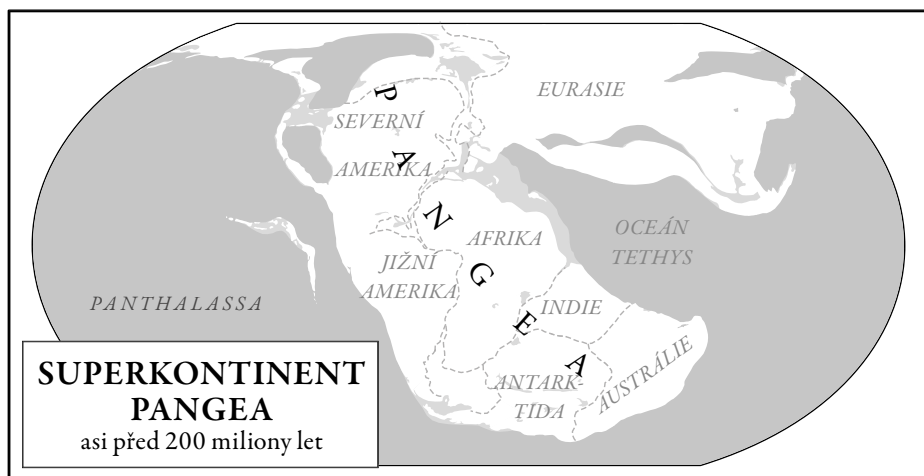 PANGEA
EURASIE
SEVERNÍ
AMERIKA
AFRIKA
OCEÁN
TETHYS
JIŽNÍ
AMERIKA
INDIE
PANTHALASSA
AUSTRÁLIE
ANTARK-
TIDA
SUPERKONTINENT
PANGEA
asi před 200 miliony let